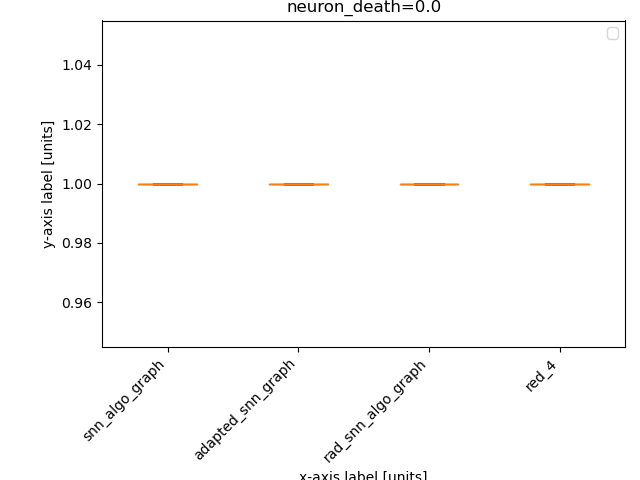 neuron_death=0.0
y-axis label [units]
1.04
1.02
1.00
0.98
0.96
snn_algo_graph
adapted_snn_graph
rad_snn_algo_graph
red_4
x-axis label [units]